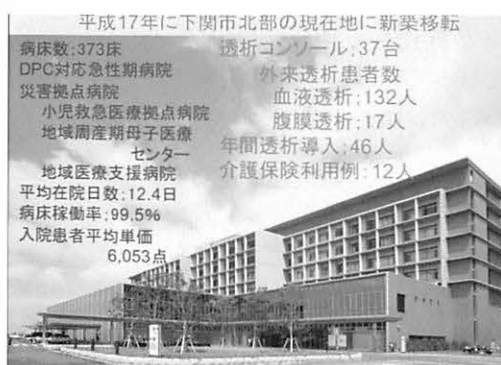 平成17年に下関市北部の現在地に新築移転
病床数:373床
DPC対応急性期病院
災害拠点病院
小児救急医療拠点病院
地域周産期母子医療
センター
地域医療支援病院
平均在院日数:12.4日
病床稼働率:99.5%
入院患者平均単価
6,053点
透析コンソール:37台
外来透析患者数
血液透析:132人
腹膜透析:17人
年間透析導入:46人
介護保険利用例:12人